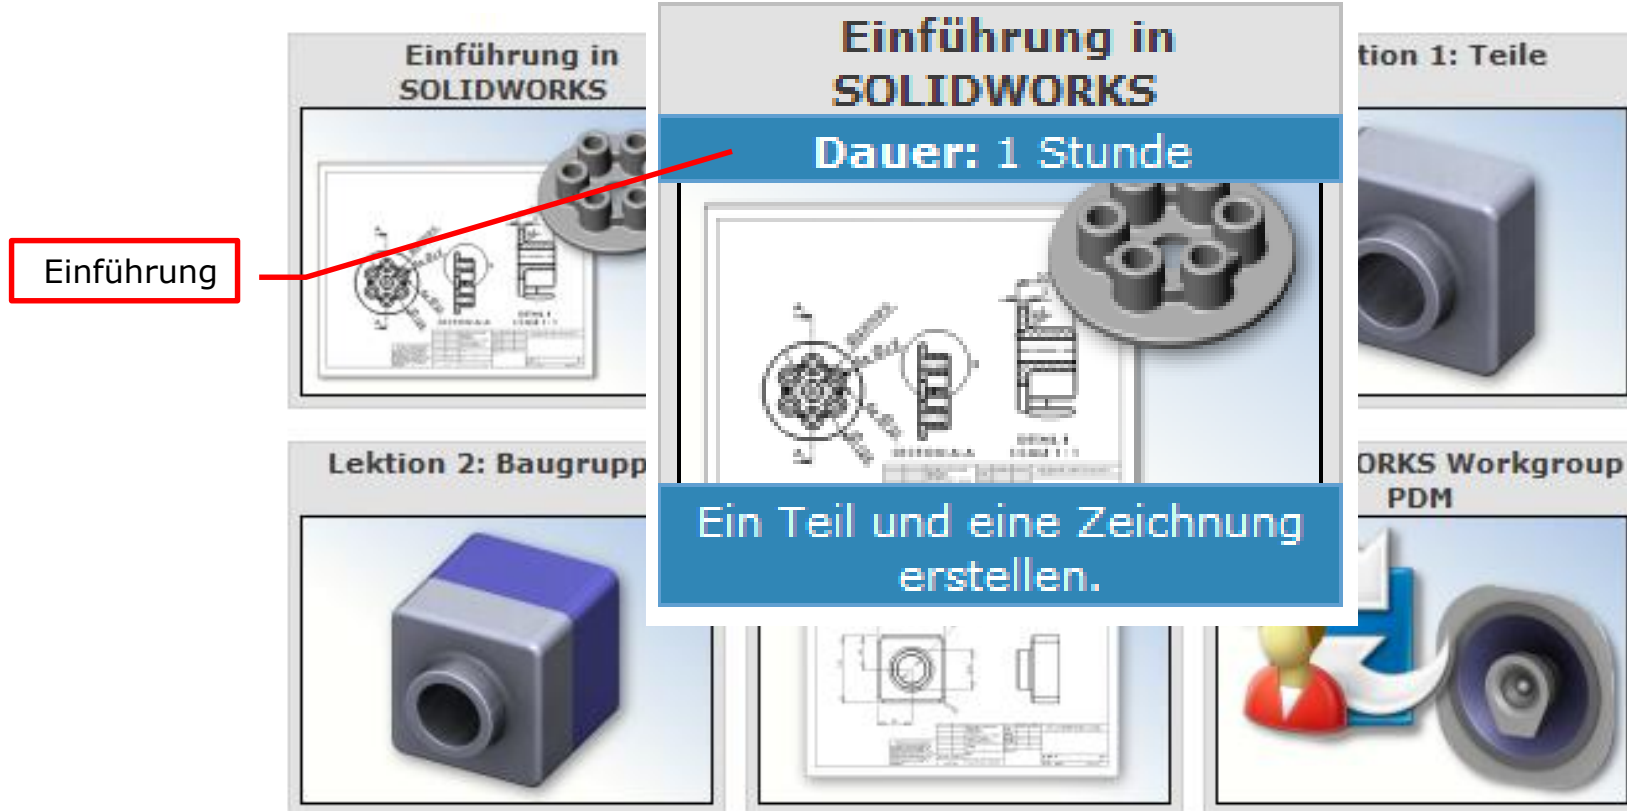 Einführung in
SOLIDWORKS
Einführung in
SOLIDWORKS
Dauer: 1 Stunde
tion 1: Teile
Einführung
Ein Teil und eine Zeichnung
erstellen.
Lektion 2: Baugrupp
ORKS Workgroup
PDM